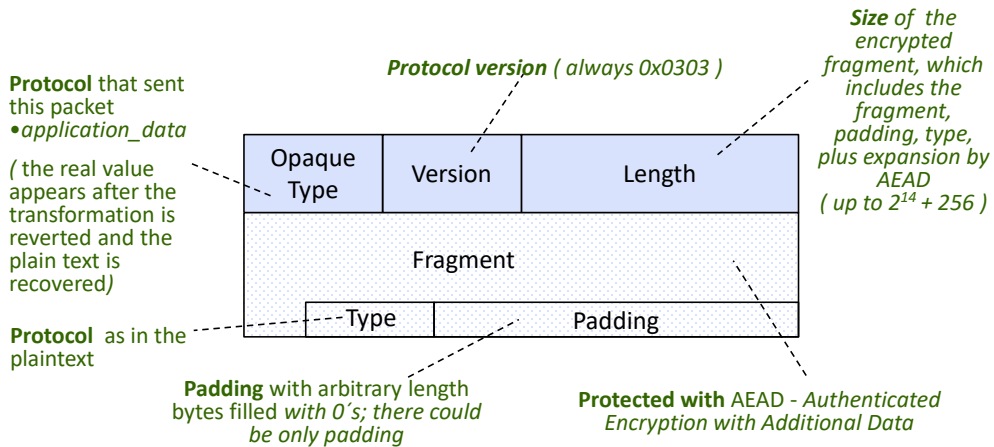 Size of the
encrypted
fragment, which
includes the
fragment,
padding, type,
plus expansion by
AEAD
( up to 2¹⁴ + 256 )
Protocol version ( always 0x0303 )
Protocol that sent
this packet
•application_data
( the real value
appears after the
transformation is
reverted and the
plain text is
recovered)
Opaque
Type
Version
Length
Fragment
Type
Padding
Protocol as in the
plaintext
Padding with arbitrary length
bytes filled with 0´s; there could
be only padding
Protected with AEAD - Authenticated
Encryption with Additional Data